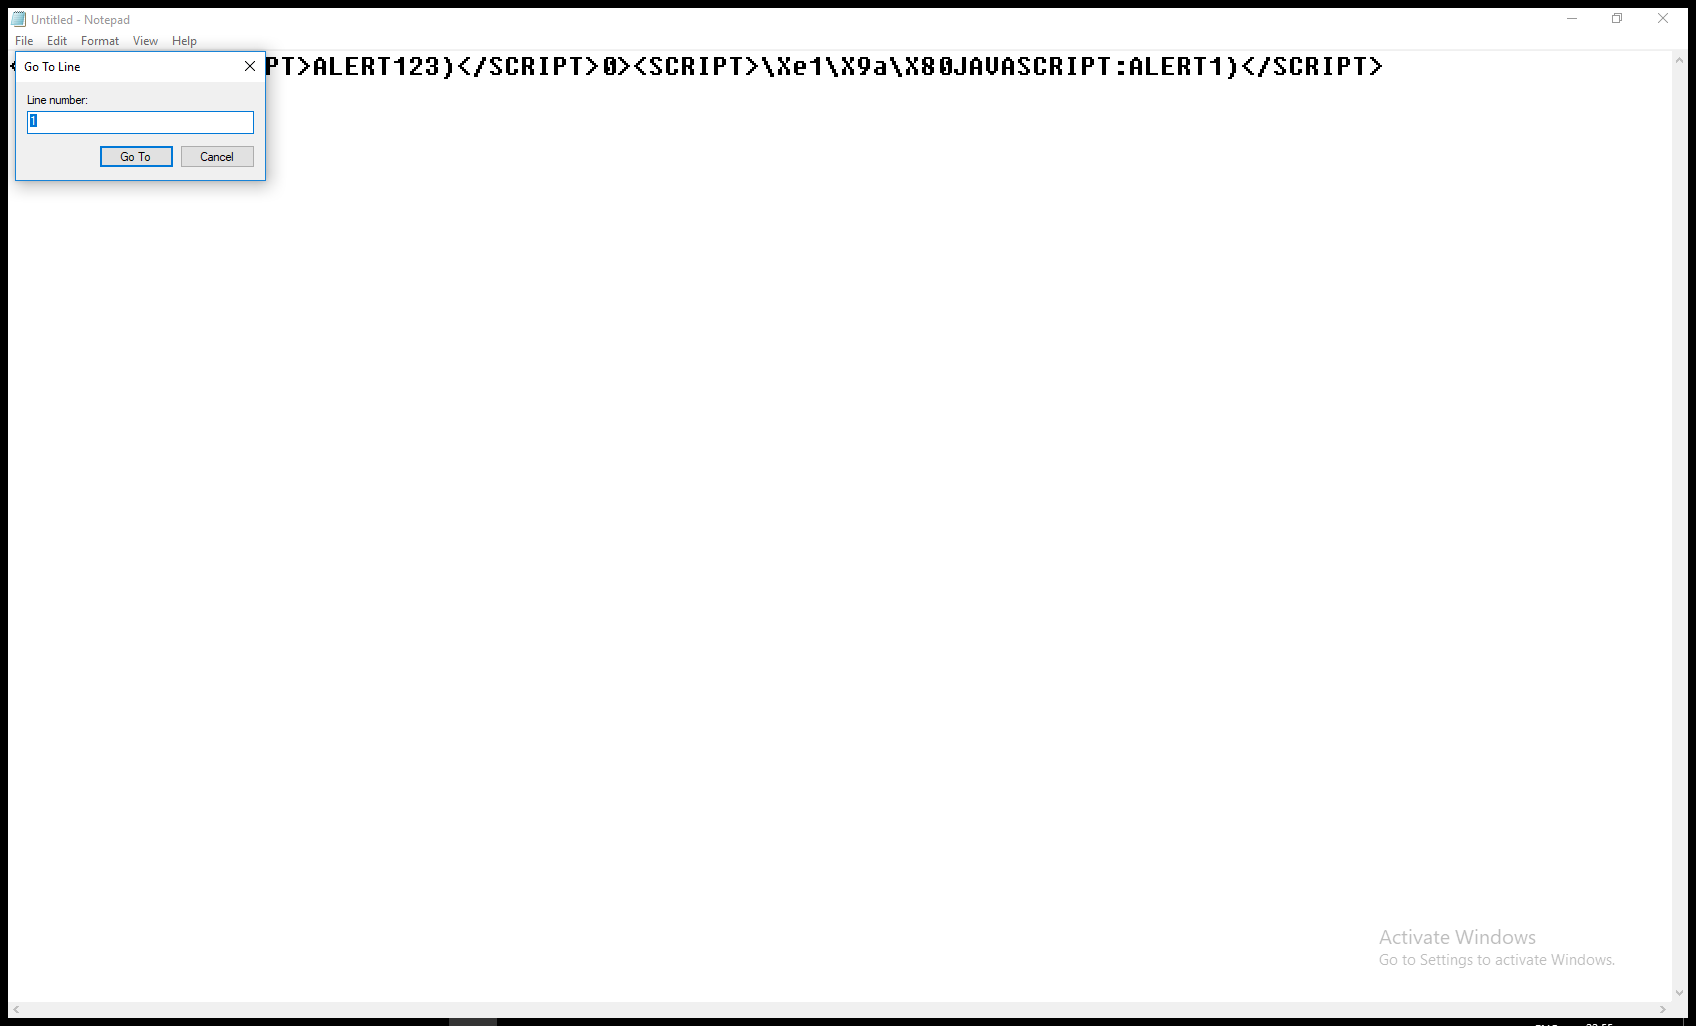 Untitled - Notepad
File Edit Format View Help
PT>ALERT123)</SCRIPT>0><SCRIPT>\Xe1\X9a\X80JAVASCRIPT:ALERT1)</SCRIPT>
Go To Line
Line number:
1
Go To Cancel
Activate Windows
Go to Settings to activate Windows.